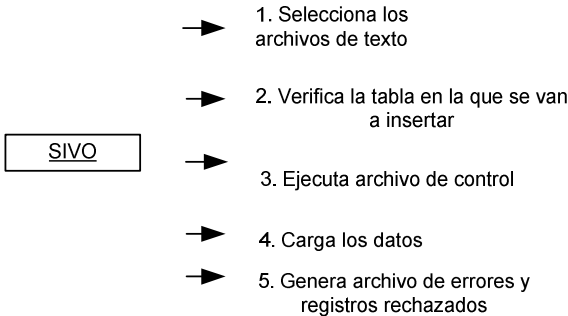 1. Selecciona los
archivos de texto
2. Verifica la tabla en la que se van
a insertar
SIVO
3. Ejecuta archivo de control
4. Carga los datos
5. Genera archivo de errores y
registros rechazados